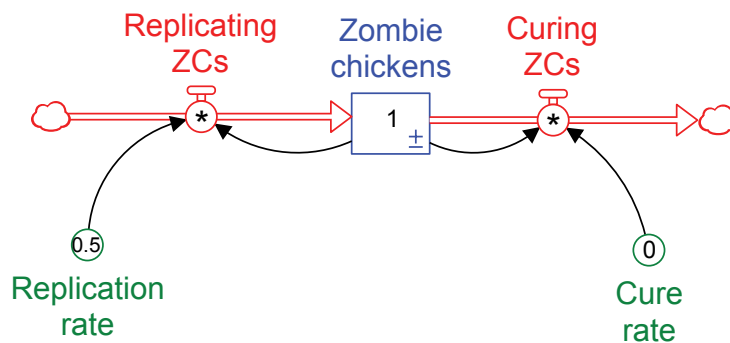 Replicating
ZCs
Zombie
chickens
Curing
ZCs
*
1
±
*
0.5
0
Replication
rate
Cure
rate